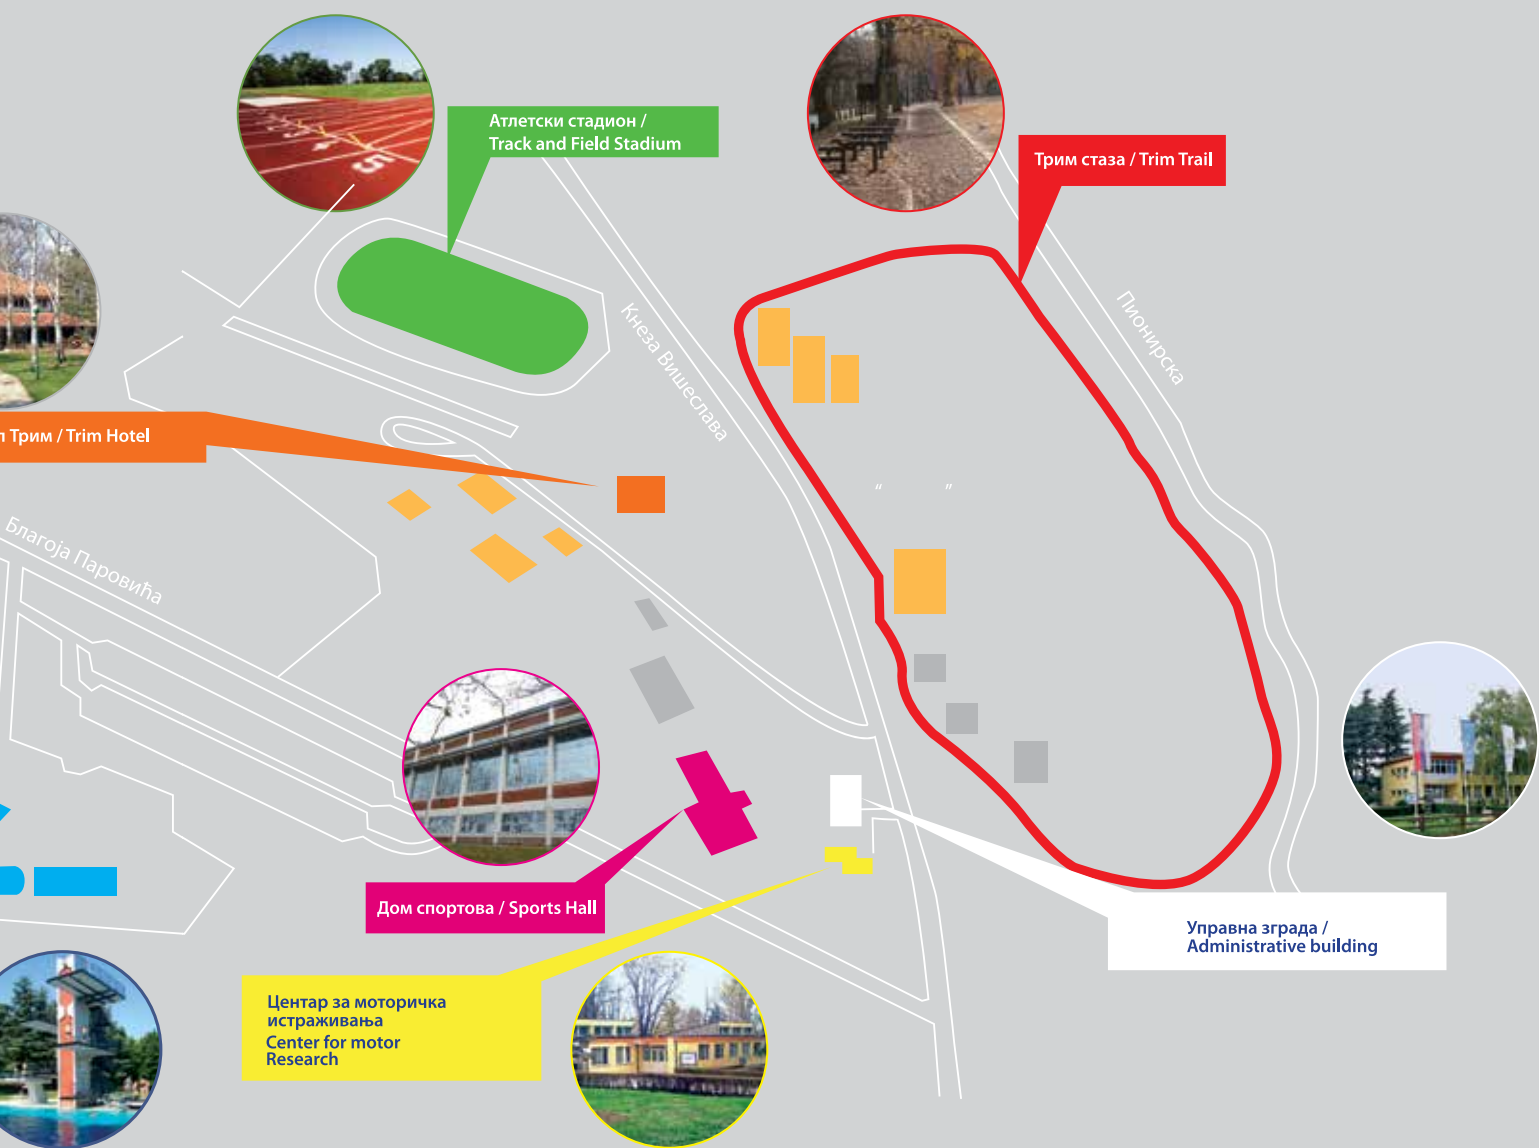 Атлетски стадион /
Track and Field Stadium
Трим стаза / Trim Trail
Кнеза Вишеслава
Пионирска
Трим / Trim Hotel
“ ”
Благоја Паровића
5
Дом спортова / Sports Hall
Управна зграда /
Administrative building
Центар за моторичка
истраживања
Center for motor
Research